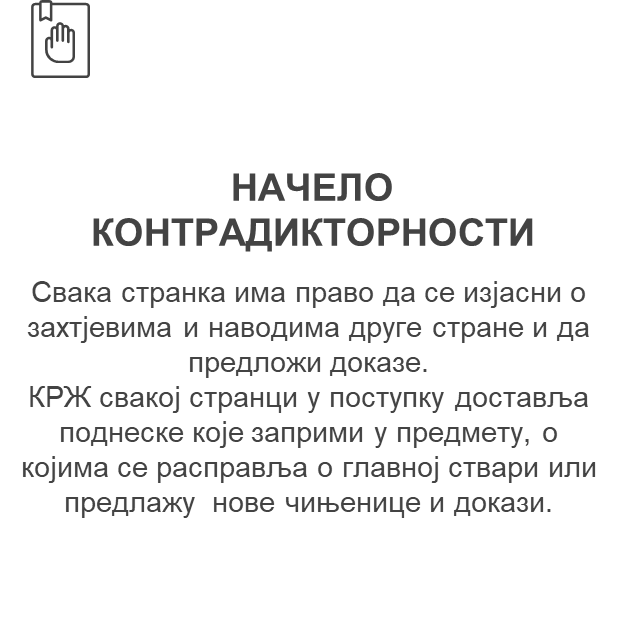 НАЧЕЛО
КОНТРАДИКТОРНОСТИ
Свака странка има право да се изјасни о
захтјевима и наводима друге стране и да
предложи доказе.
КРЖ свакој странци у поступку доставља
поднеске које заприми у предмету, о
којима се расправља о главној ствари или
предлажу  нове чињенице и докази.